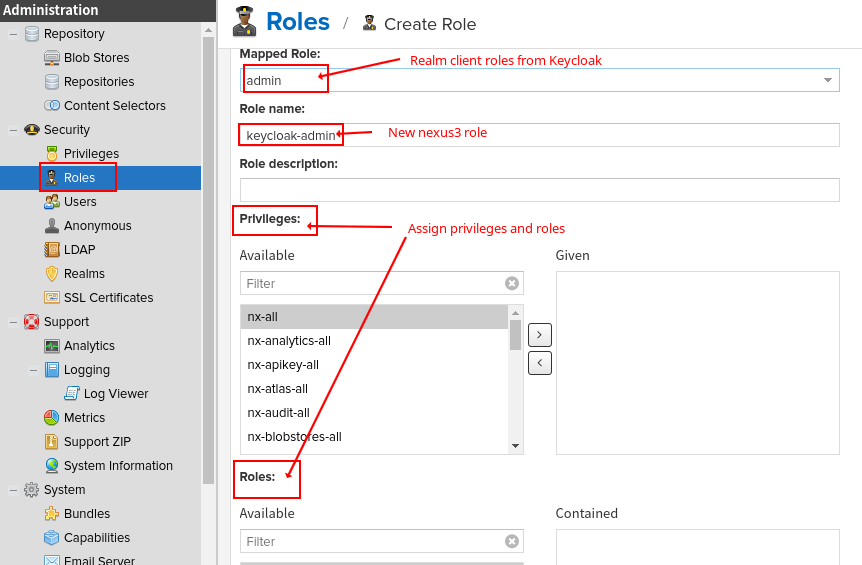 Administration
Repository
Blob Stores
Repositories
Content Selectors
Security
Privileges
Roles
Users
Anonymous
LDAP
Realms
SSL Certificates
Support
Analytics
Logging
Log Viewer
Metrics
Support ZIP
System Information
System
Bundles
Capabilities
Email Server
Roles / Create Role
Mapped Role:
Realm client roles from Keycloak
admin
Role name:
keycloak-admin
New nexus3 role
Role description:
Privileges:
Assign privileges and roles
Available
Given
Filter
nx-all
nx-analytics-all
nx-apikey-all
nx-atlas-all
nx-audit-all
nx-blobstores-all
>
<
Roles:
Available
Contained
Filter